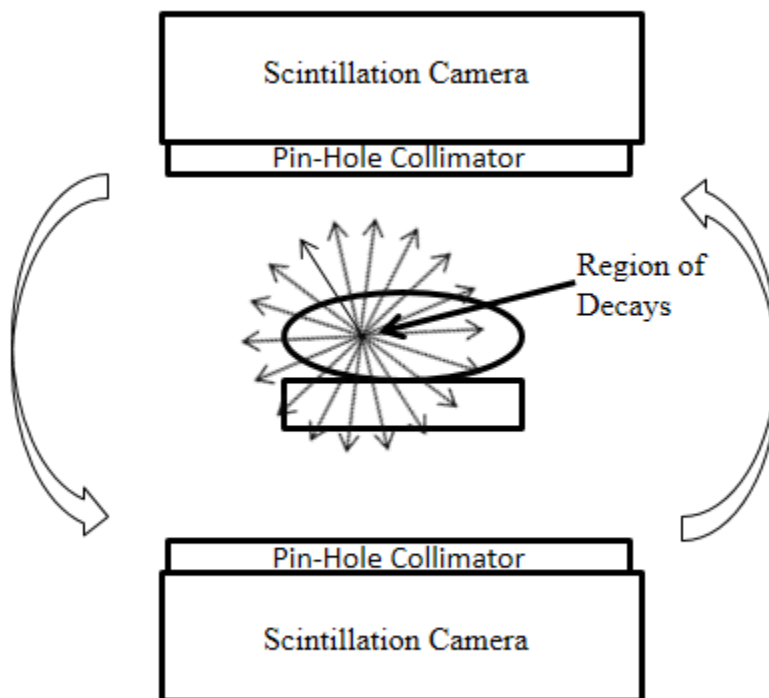 Scintillation Camera
Pin-Hole Collimator
Region of
Decays
Pin-Hole Collimator
Scintillation Camera